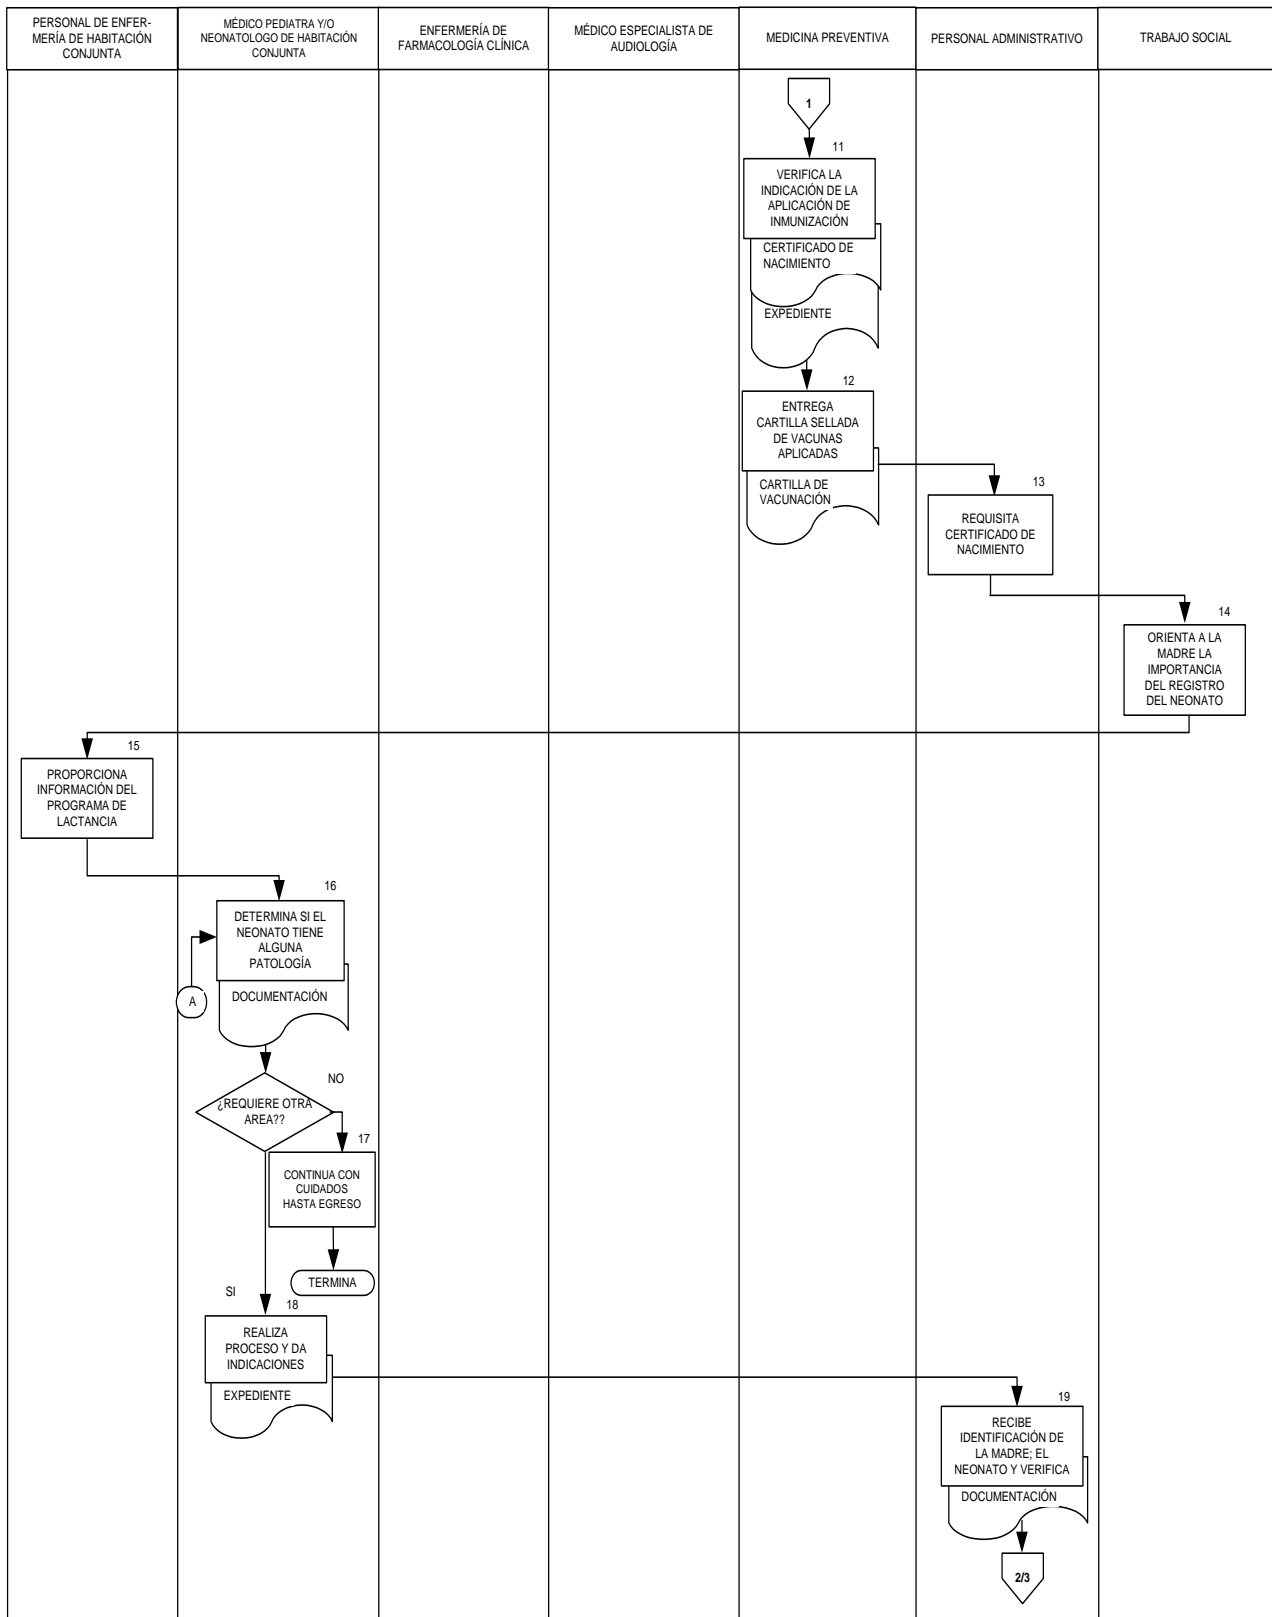 PERSONAL DE ENFER-
MERÍA DE HABITACIÓN
CONJUNTA
MÉDICO PEDIATRA Y/O
NEONATOLOGO DE HABITACIÓN
CONJUNTA
ENFERMERÍA DE
FARMACOLOGÍA CLÍNICA
MÉDICO ESPECIALISTA DE
AUDIOLOGÍA
MEDICINA PREVENTIVA
PERSONAL ADMINISTRATIVO
TRABAJO SOCIAL
1
11
VERIFICA LA
INDICACIÓN DE LA
APLICACIÓN DE
INMUNIZACIÓN
CERTIFICADO DE
NACIMIENTO
EXPEDIENTE
12
ENTREGA
CARTILLA SELLADA
DE VACUNAS
APLICADAS
CARTILLA DE
VACUNACIÓN
13
REQUISITA
CERTIFICADO DE
NACIMIENTO
14
ORIENTA A LA
MADRE LA
IMPORTANCIA
DEL REGISTRO
DEL NEONATO
15
PROPORCIONA
INFORMACIÓN DEL
PROGRAMA DE
LACTANCIA
16
DETERMINA SI EL
NEONATO TIENE
ALGUNA
PATOLOGÍA
A
DOCUMENTACIÓN
NO
¿REQUIERE OTRA
AREA??
17
CONTINUA CON
CUIDADOS
HASTA EGRESO
TERMINA
SI
18
REALIZA
PROCESO Y DA
INDICACIONES
EXPEDIENTE
19
RECIBE
IDENTIFICACIÓN DE
LA MADRE; EL
NEONATO Y VERIFICA
DOCUMENTACIÓN
2/3